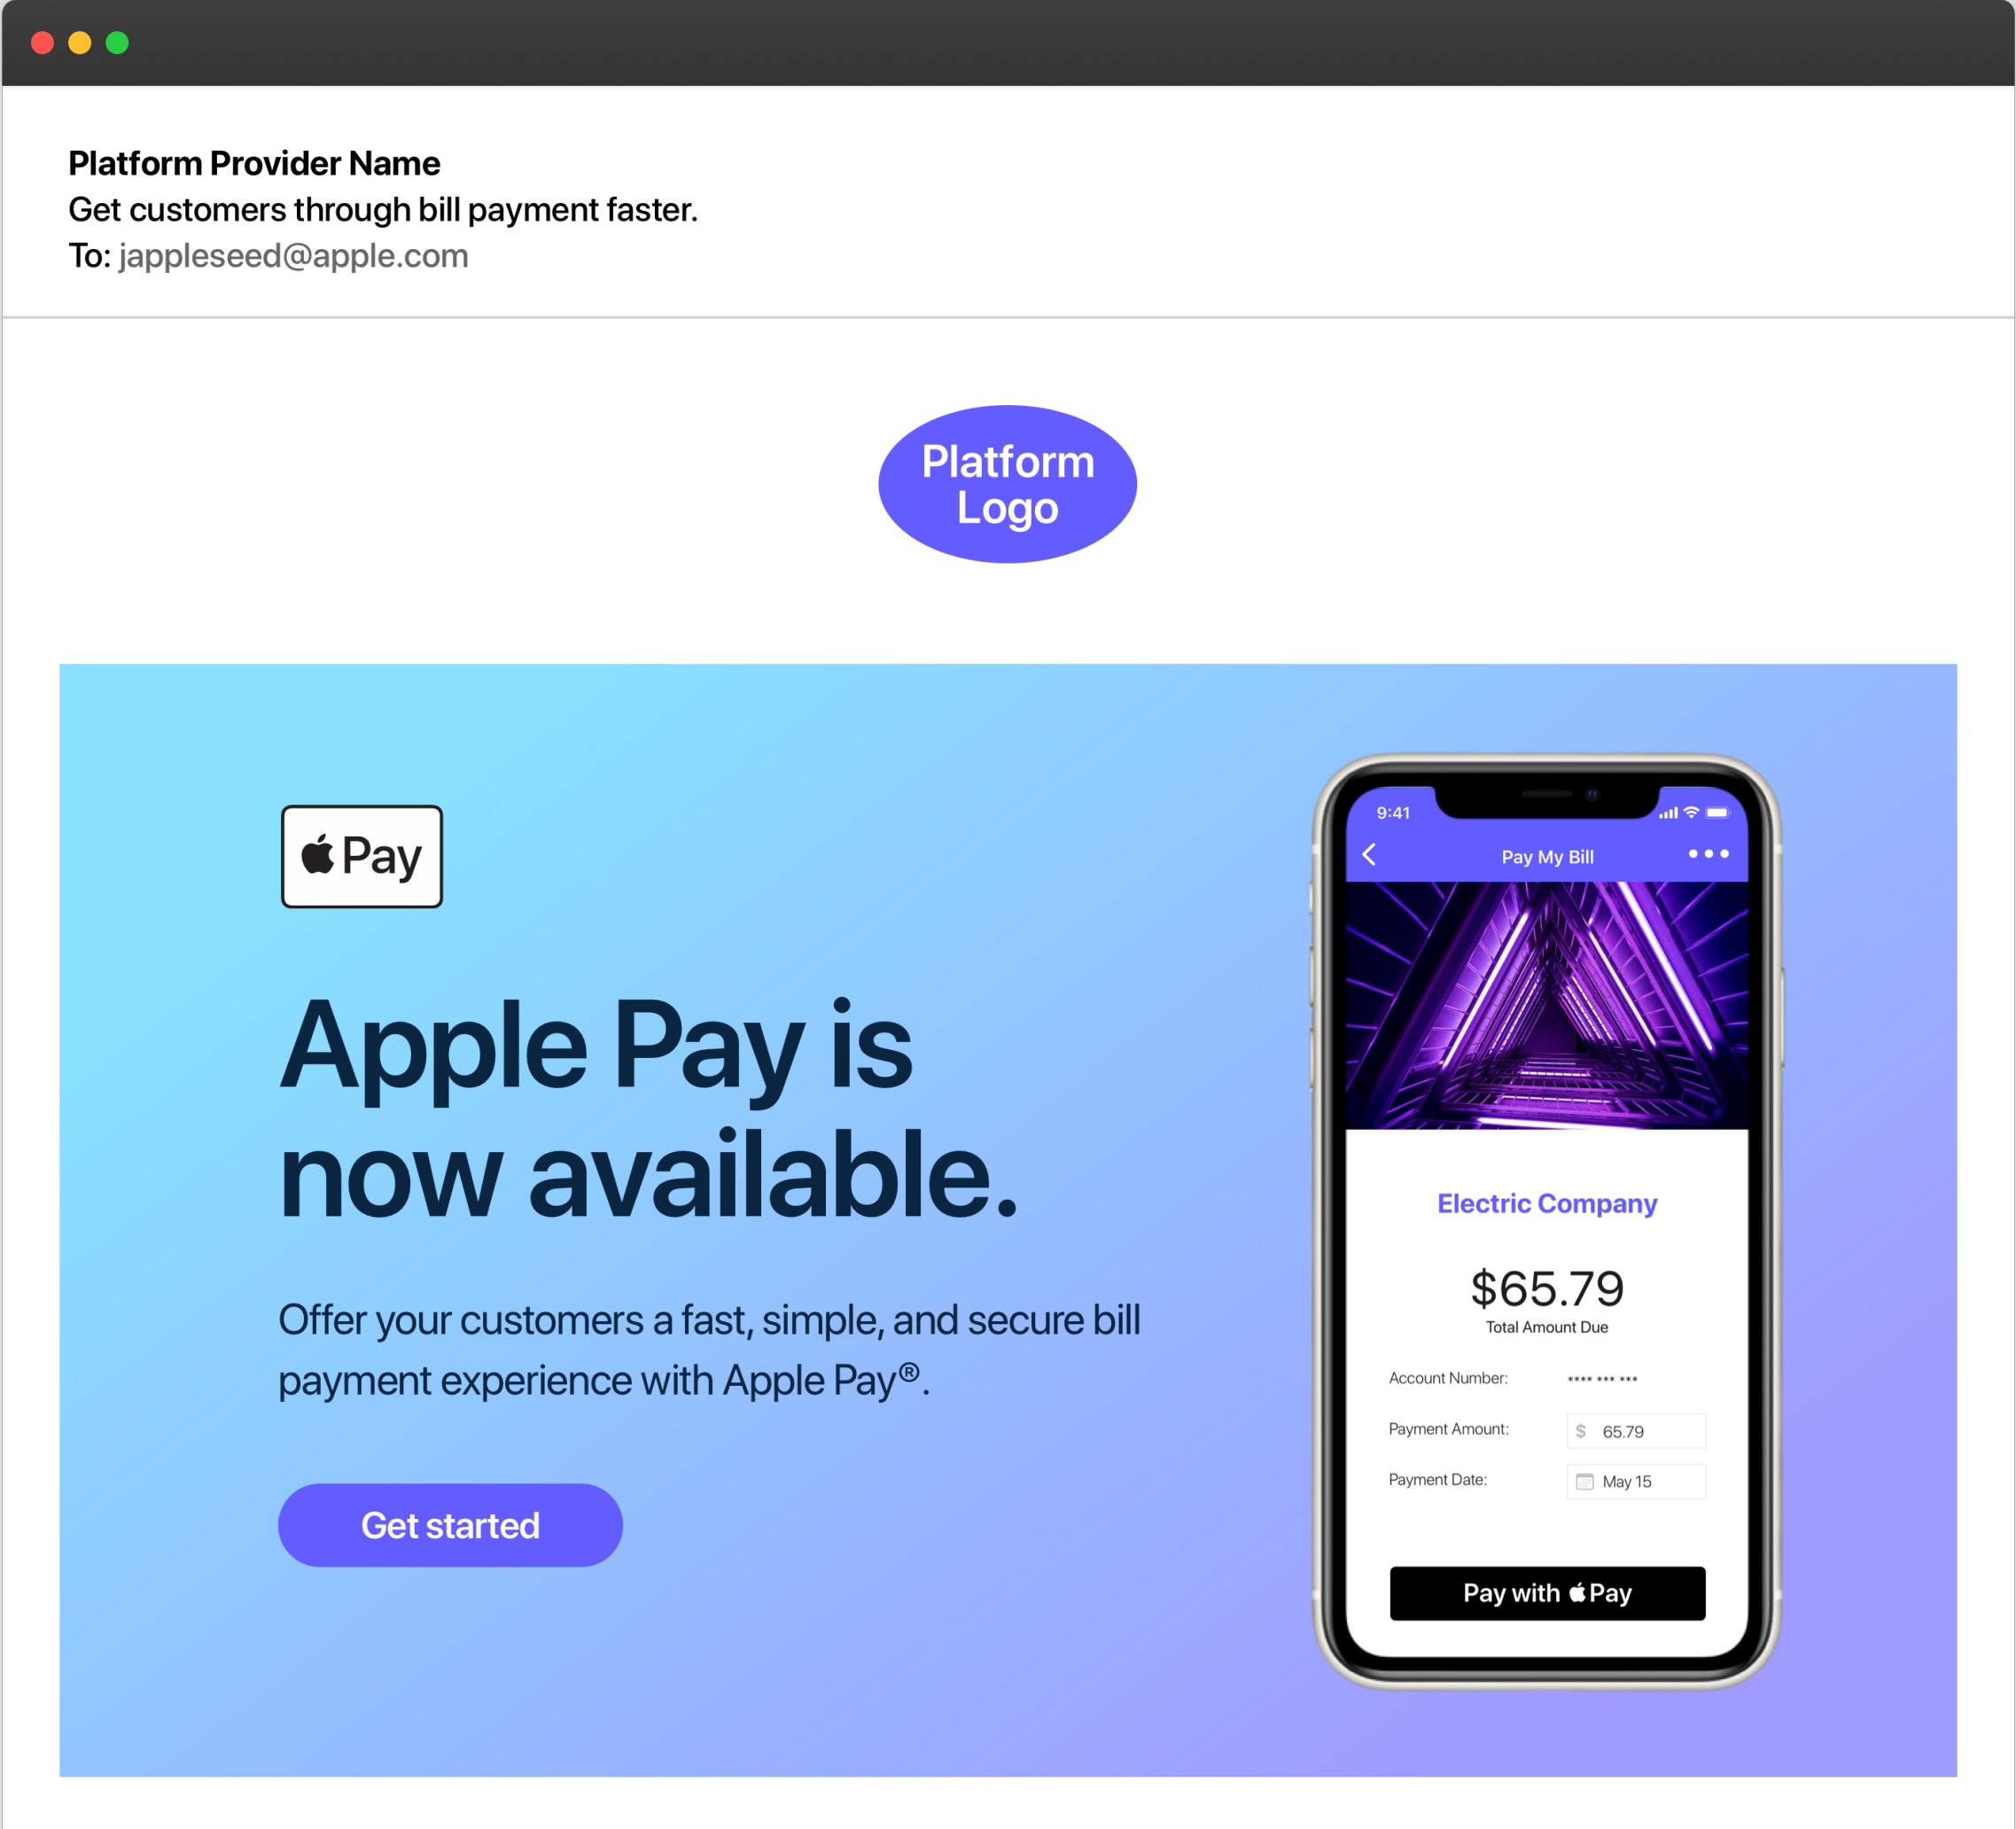 Platform Provider Name
Get customers through bill payment faster.
To: jappleseed@apple.com
Platform
Logo
Pay
Apple Pay is
now available.
Offer your customers a fast, simple, and secure bill
payment experience with Apple Pay®.
Get started
9:41
Pay My Bill
Electric Company
$65.79
Total Amount Due
Account Number: **** *** ***
Payment Amount: $ 65.79
Payment Date: May 15
Pay with Pay